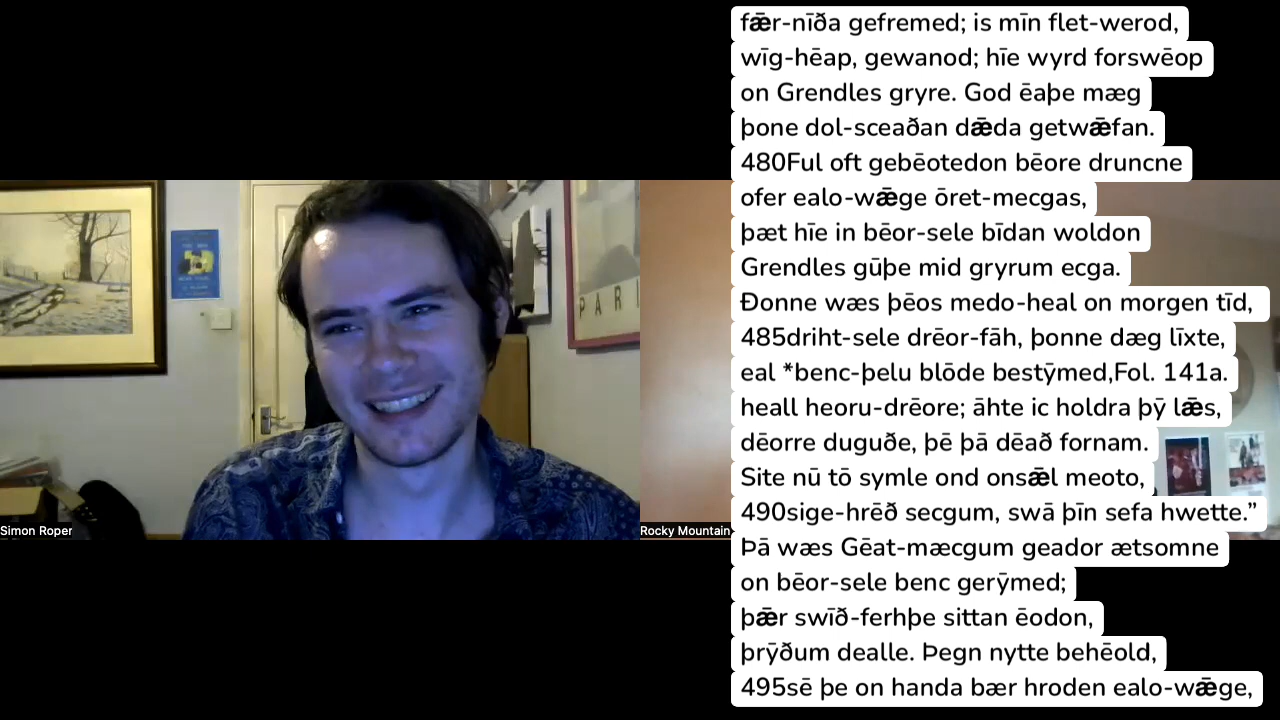 fǣr-nīða gefremed; is mīn flet-werod,
wīg-hēap, gewanod; hīe wyrd forswēop
on Grendles gryre. God ēaþe mæg
þone dol-sceaðan dǣda getwǣfan.
480Ful oft gebēotedon bēore druncne
ofer ealo-wǣge ōret-mecgas,
þæt hīe in bēor-sele bīdan woldon
Grendles gūþe mid gryrum ecga.
Ðonne wæs þēos medo-heal on morgen tīd,
485driht-sele drēor-fāh, þonne dæg līxte,
eal *benc-þelu blōde bestȳmed,Fol. 141a.
heall heoru-drēore; āhte ic holdra þȳ lǣs,
dēorre duguðe, þē þā dēað fornam.
Site nū tō symle ond onsǣl meoto,
490sige-hrēð secgum, swā þīn sefa hwette.”
Þā wæs Gēat-mæcgum geador ætsomne
on bēor-sele benc gerȳmed;
þǣr swīð-ferhþe sittan ēodon,
þrȳðum dealle. Þegn nytte behēold,
495sē þe on handa bær hroden ealo-wǣge,
PARI
Simon Roper
Rocky Mountain